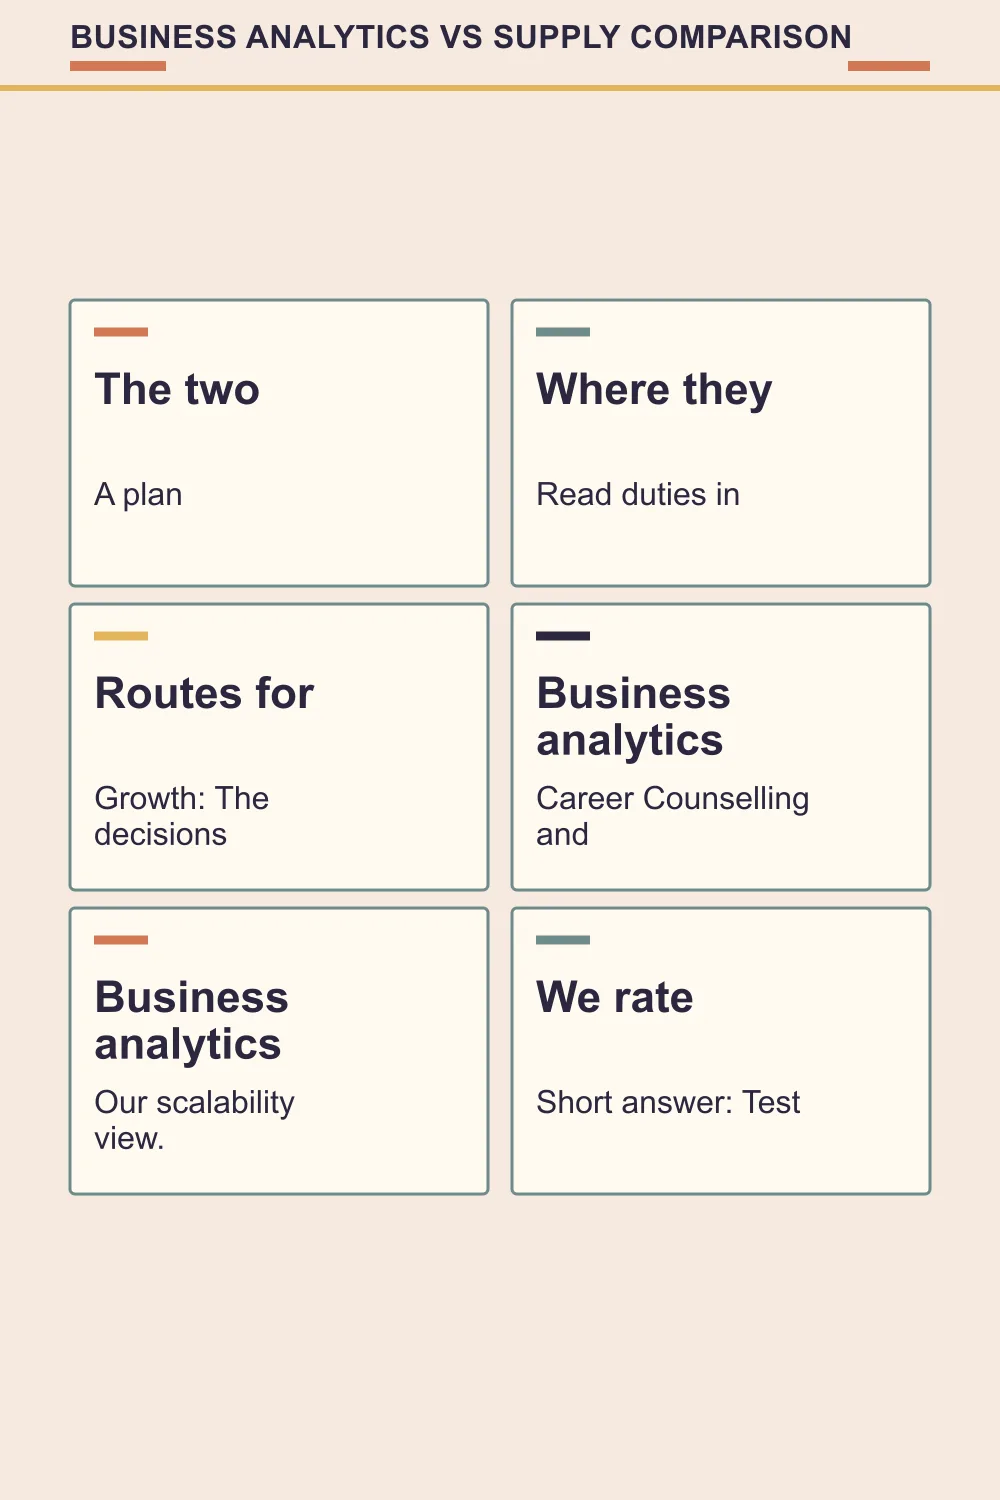 BUSINESS ANALYTICS VS SUPPLY COMPARISON
The two
A plan
Where they
Read duties in
Routes for
Growth: The
decisions
Business
analytics
Career Counselling
and
Business
analytics
Our scalability
view.
We rate
Short answer: Test